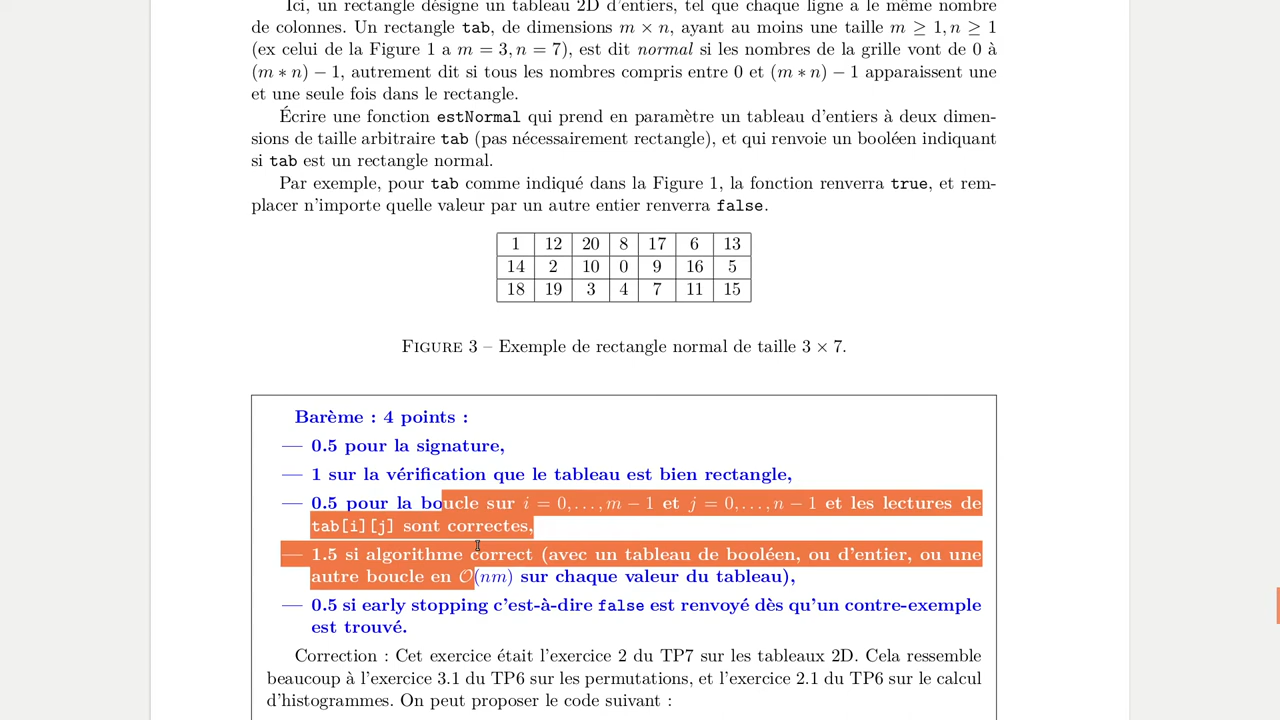 Ici, un rectangle désigne un tableau 2D d'entiers, tel que chaque ligne a le même nombre
de colonnes. Un rectangle tab, de dimensions m × n, ayant au moins une taille m ≥ 1, n ≥ 1
(ex celui de la Figure 1 a m = 3, n = 7), est dit normal si les nombres de la grille vont de 0 à
(m ∗ n) − 1, autrement dit si tous les nombres compris entre 0 et (m ∗ n) − 1 apparaissent une
et une seule fois dans le rectangle.
Écrire une fonction estNormal qui prend en paramètre un tableau d'entiers à deux dimen-
sions de taille arbitraire tab (pas nécessairement rectangle), et qui renvoie un booléen indiquant
si tab est un rectangle normal.
Par exemple, pour tab comme indiqué dans la Figure 1, la fonction renverra true, et rem-
placer n'importe quelle valeur par un autre entier renverra false.
1 12 20 8 17 6 13
14 2 10 0 9 16 5
18 19 3 4 7 11 15
FIGURE 3 – Exemple de rectangle normal de taille 3 × 7.
Barème : 4 points :
— 0.5 pour la signature,
— 1 sur la vérification que le tableau est bien rectangle,
— 0.5 pour la boucle sur i = 0, . . . , m − 1 et j = 0, . . . , n − 1 et les lectures de
tab[i][j] sont correctes,
— 1.5 si algorithme correct (avec un tableau de booléen, ou d'entier, ou une
autre boucle en O(nm) sur chaque valeur du tableau),
— 0.5 si early stopping c'est-à-dire false est renvoyé dès qu'un contre-exemple
est trouvé.
Correction : Cet exercice était l'exercice 2 du TP7 sur les tableaux 2D. Cela ressemble
beaucoup à l'exercice 3.1 du TP6 sur les permutations, et l'exercice 2.1 du TP6 sur le calcul
d'histogrammes. On peut proposer le code suivant :